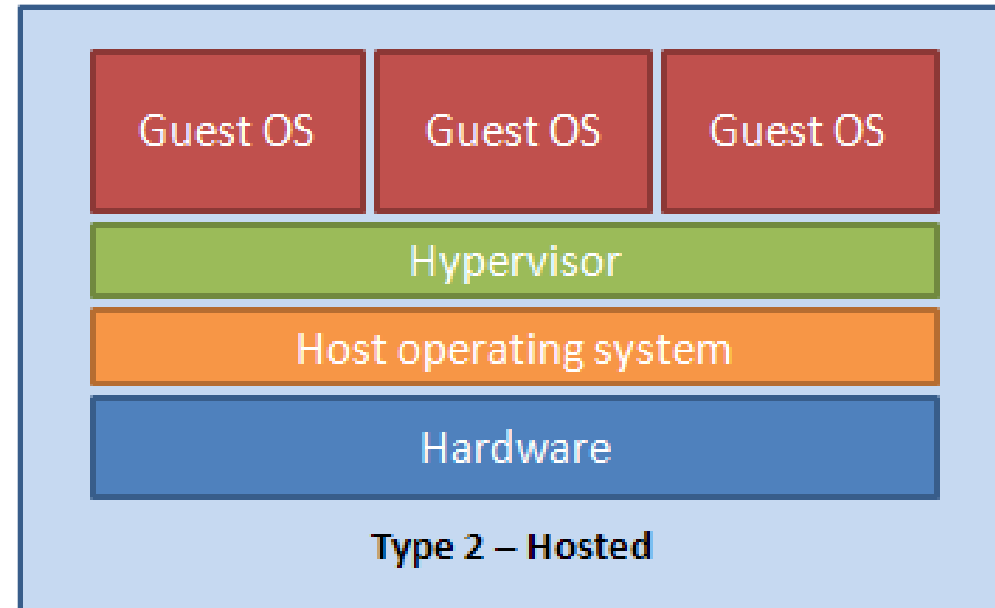 Guest OS Guest OS Guest OS
Hypervisor
Host operating system
Hardware
Type 2 – Hosted